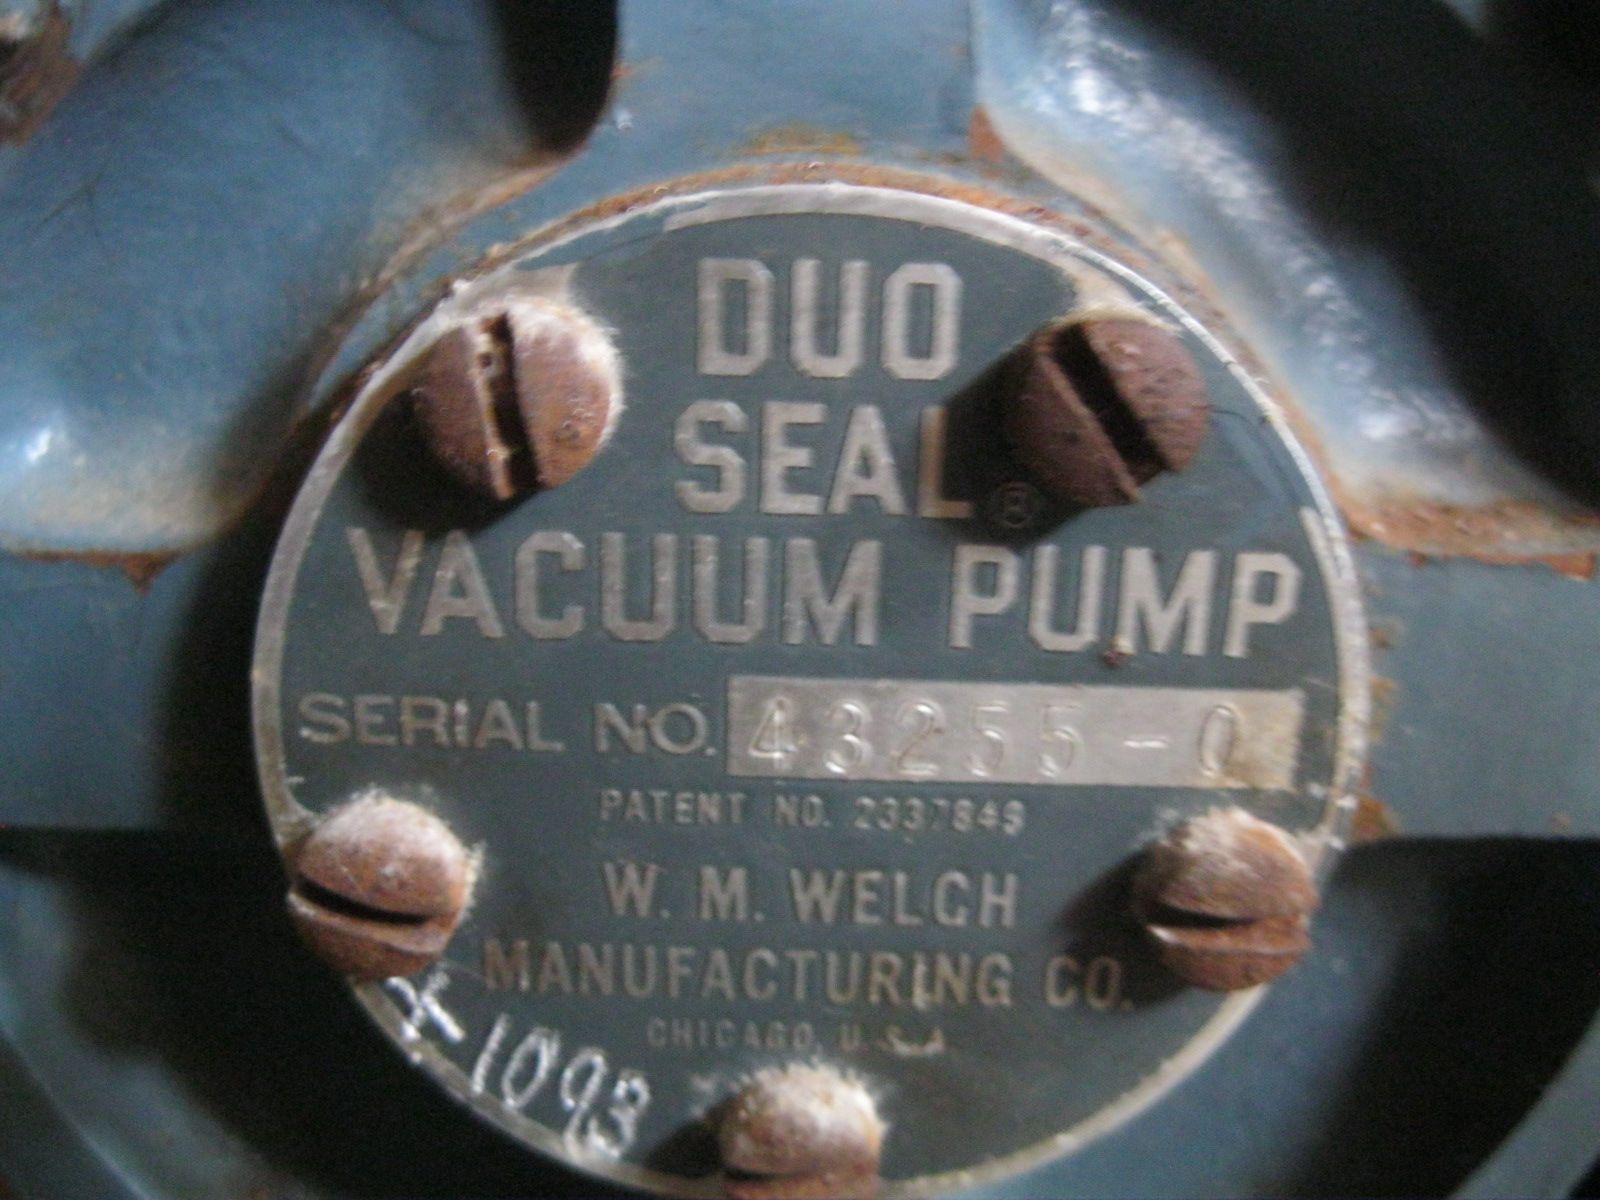 DUO
SEAL®
VACUUM PUMP
SERIAL NO. 43255-0
PATENT NO. 2337849
W. M. WELCH
MANUFACTURING CO.
CHICAGO, U.S.A.
X-1093